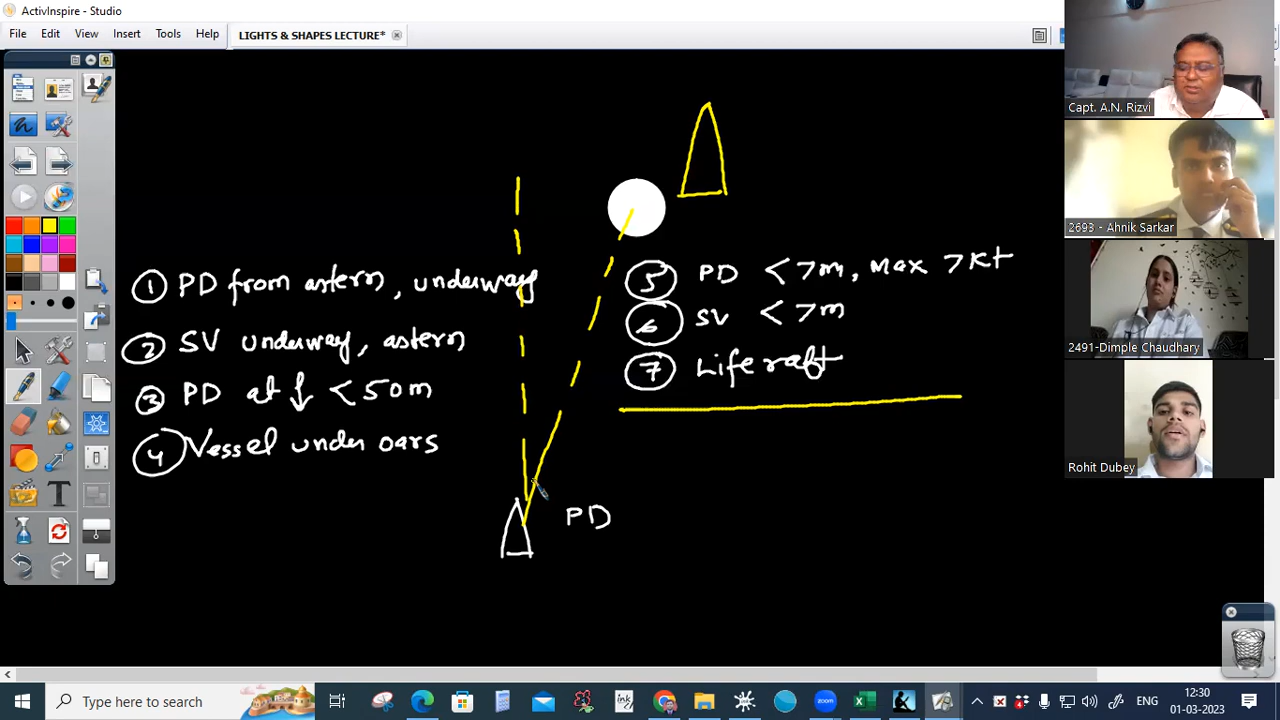 ActivInspire - Studio
File Edit View Insert Tools Help
LIGHTS & SHAPES LECTURE*
① PD from astern, underway
② SV underway, astern
③ PD at ⚓ < 50m
④ Vessel under oars
⑤ PD < 7m, Max 7Kt
⑥ SV < 7m
⑦ Life raft
PD
Capt. A.N. Rizvi
2693 - Ahnik Sarkar
2491-Dimple Chaudhary
Rohit Dubey
Type here to search
ink
zoom
ENG
12:30
01-03-2023